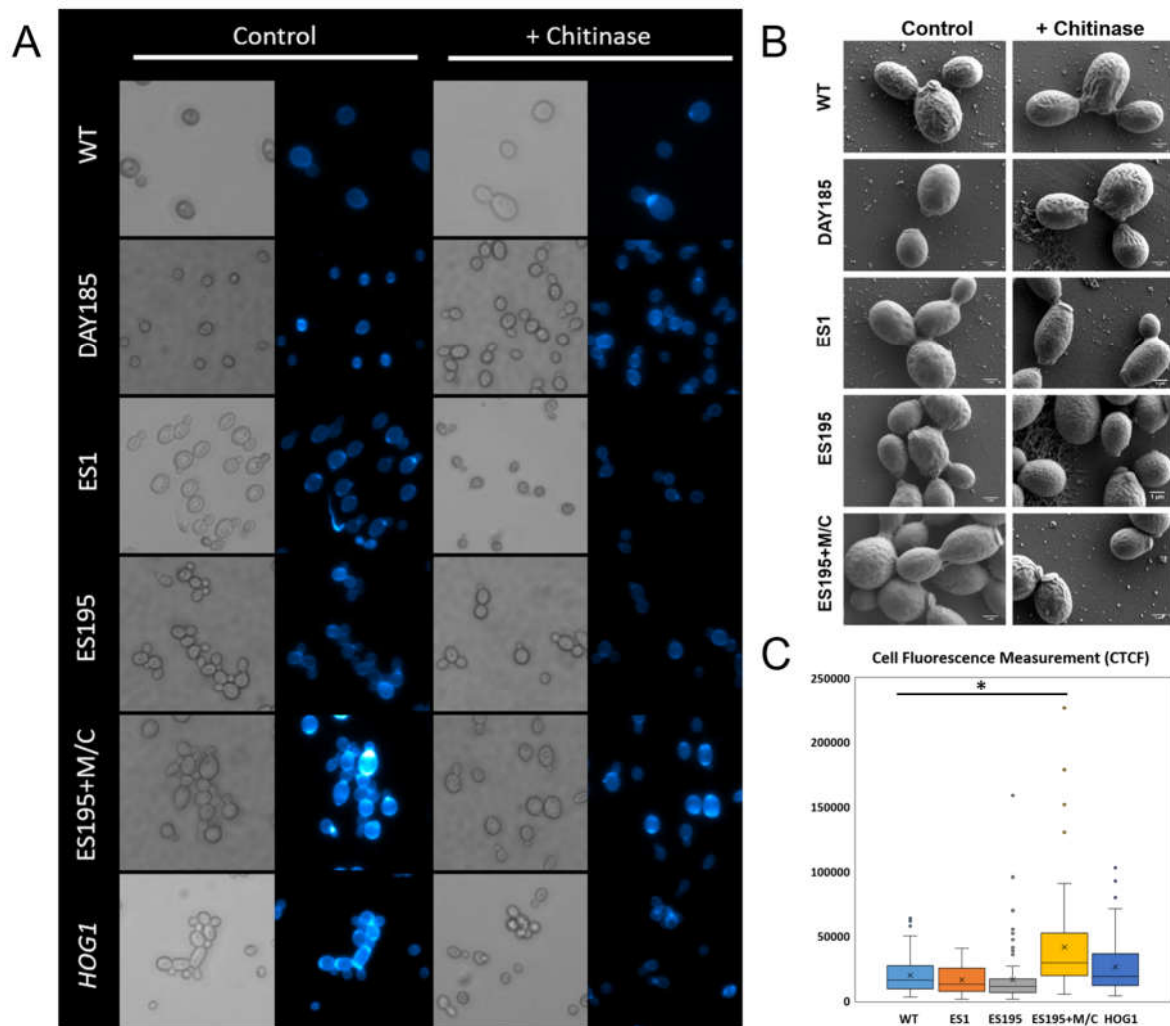 A
Control
+ Chitinase
WT
DAY185
ES1
ES195
ES195+M/C
HOG1
B
Control
+ Chitinase
WT
DAY185
ES1
ES195
1 µm
ES195+M/C
C
Cell Fluorescence Measurement (CTCF)
*
250000
200000
150000
100000
50000
0
WT ES1 ES195 ES195+M/C HOG1